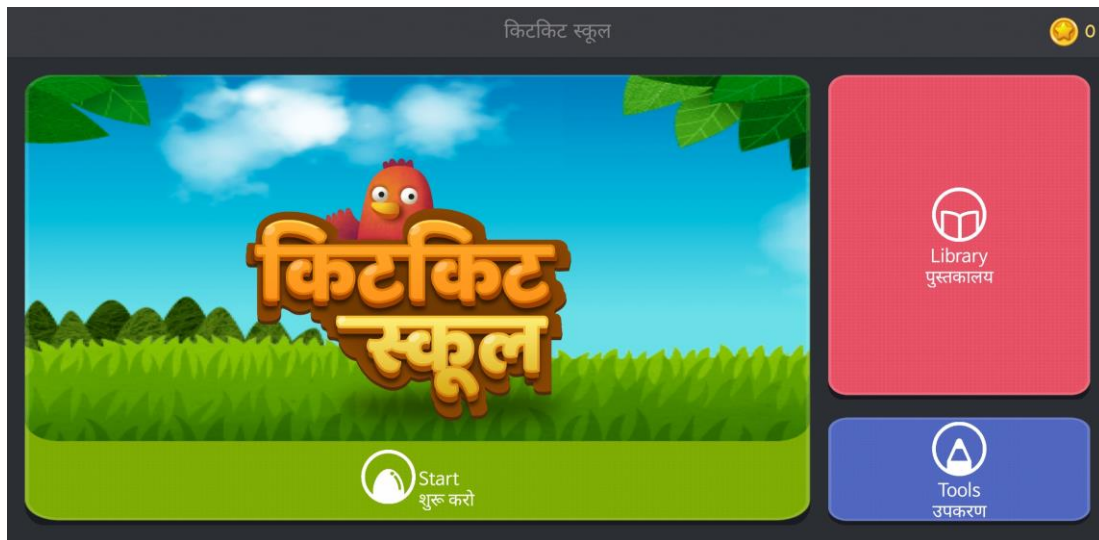 किटकिट स्कूल
0
किटकिट
स्कूल
Start
शुरू करो
Library
पुस्तकालय
Tools
उपकरण